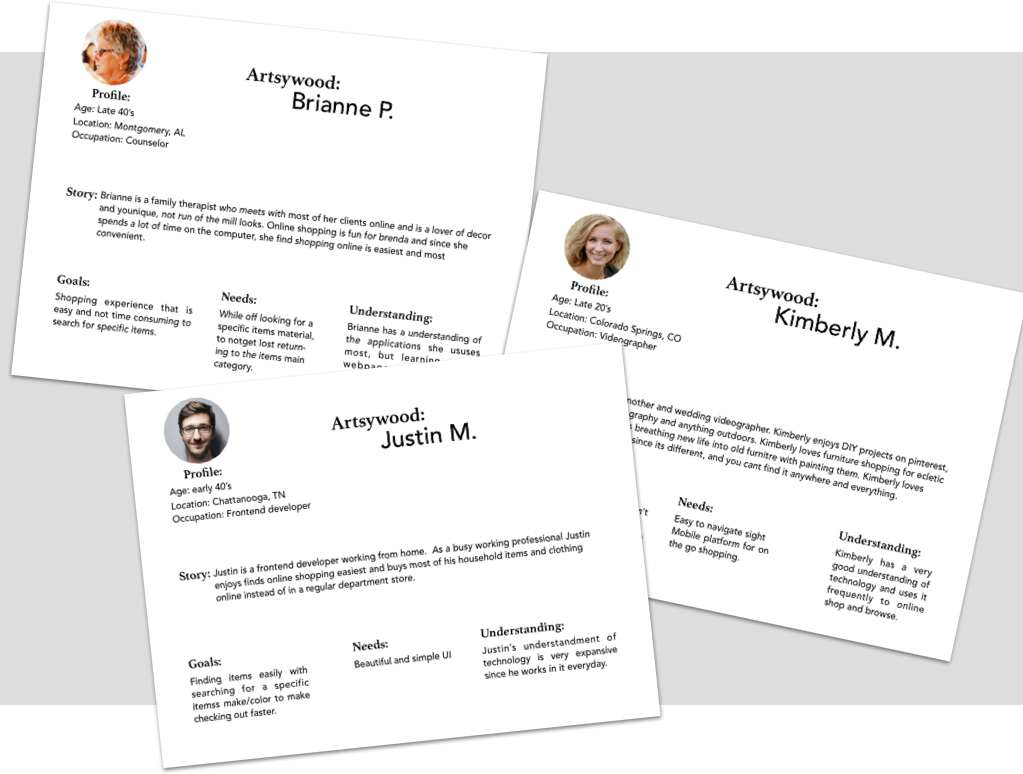 Artsywood:
Brianne P.
Profile:
Age: Late 40's
Location: Montgomery, AL
Occupation: Counselor
Story: Brianne is a family therapist who meets with most of her clients online and is a lover of decor
and younique, not run of the mill looks. Online shopping is fun for brenda and since she
spends a lot of time on the computer, she find shopping online is easiest and most
convenient.
Goals:
Shopping experience that is
easy and not time consuming to
search for specific items.
Needs:
While off looking for a
specific items material,
to notget lost return-
ing to the items main
category.
Understanding:
Brianne has a understanding of
the applications she ususes
most, but learning
Artsywood:
Kimberly M.
Profile:
Age: Late 20's
Location: Colorado Springs, CO
Occupation: Videographer
mother and wedding videographer. Kimberly enjoys DIY projects on pinterest,
and anything outdoors. Kimberly loves furniture shopping for ecletic
breathing new life into old furnitre with painting them. Kimberly loves
since its different, and you cant find it anywhere and everything.
Needs:
Easy to navigate sight
Mobile platform for on
the go shopping.
Understanding:
Kimberly has a very
good understanding of
technology and uses it
frequently to online
shop and browse.
Artsywood:
Justin M.
Profile:
Age: early 40's
Location: Chattanooga, TN
Occupation: Frontend developer
Story: Justin is a frontend developer working from home. As a busy working professional Justin
enjoys finds online shopping easiest and buys most of his household items and clothing
online instead of in a regular department store.
Goals:
Finding items easily with
searching for a specific
itemss make/color to make
checking out faster.
Needs:
Beautiful and simple UI
Understanding:
Justin's understandment of
technology is very expansive
since he works in it everyday.